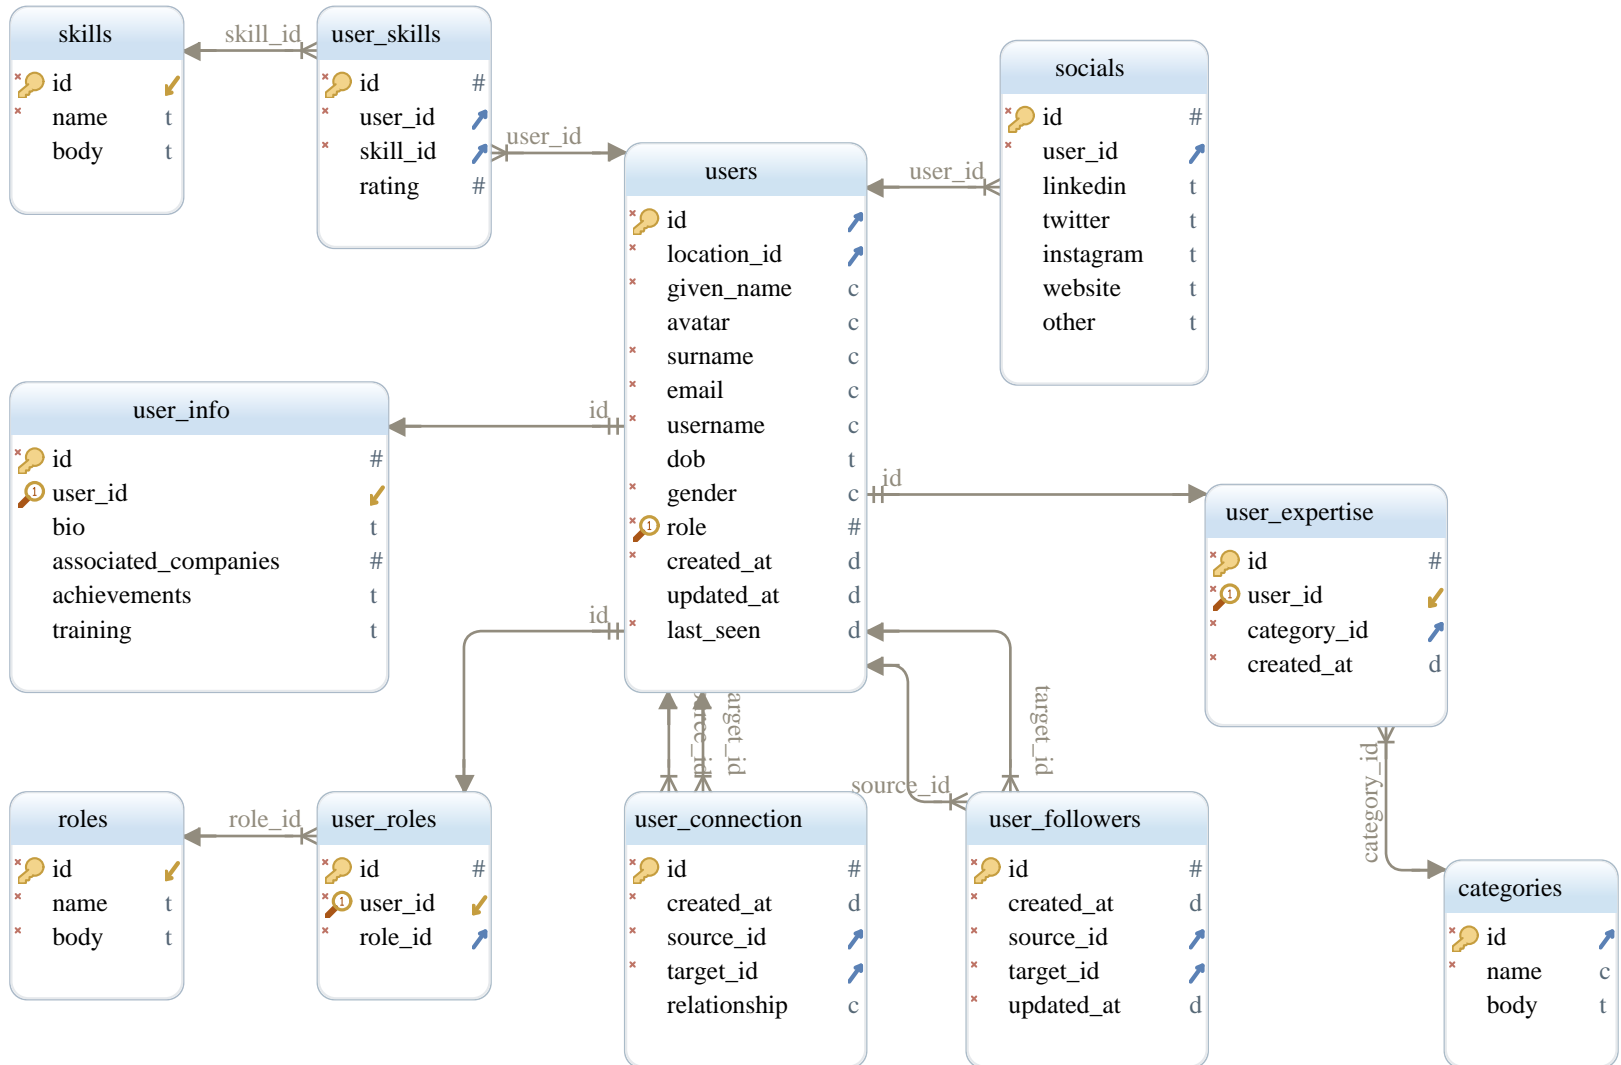 skills
id
name t
body t
skill_id
user_skills
id #
user_id
skill_id
rating #
user_id
users
id
location_id
given_name c
avatar c
surname c
email c
username c
dob t
gender c
role #
created_at d
updated_at d
last_seen d
user_id
socials
id #
user_id
linkedin t
twitter t
instagram t
website t
other t
user_info
id #
user_id
bio t
associated_companies #
achievements t
training t
id
id
id
user_expertise
id #
user_id
category_id
created_at d
source_id
target_id
source_id
target_id
category_id
roles
id
name t
body t
role_id
user_roles
id #
user_id
role_id
user_connection
id #
created_at d
source_id
target_id
relationship c
user_followers
id #
created_at d
source_id
target_id
updated_at d
categories
id
name c
body t